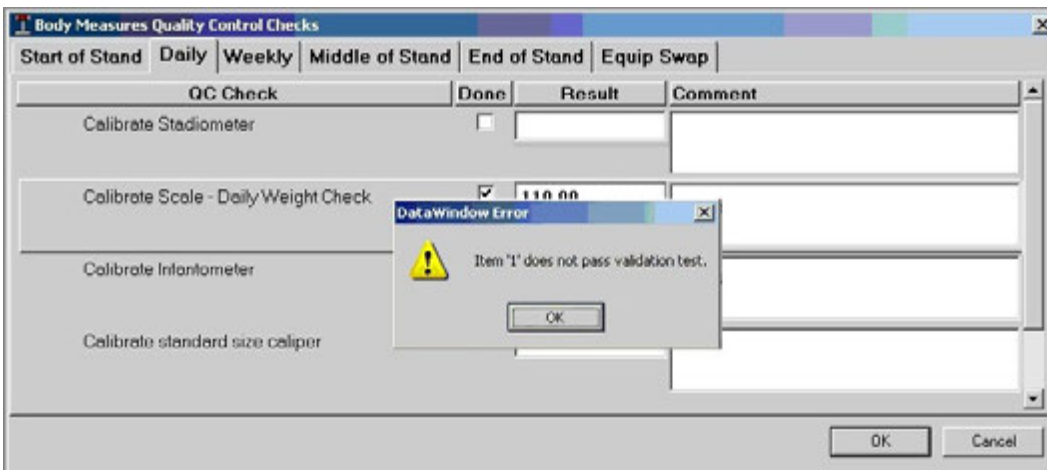 Body Measures Quality Control Checks
Start of Stand Daily Weekly Middle of Stand End of Stand Equip Swap
QC Check Done Result Comment
Calibrate Stadiometer
Calibrate Scale - Daily Weight Check 110.00
DataWindow Error
Item '1' does not pass validation test.
Calibrate Infantometer
OK
Calibrate standard size caliper
OK Cancel